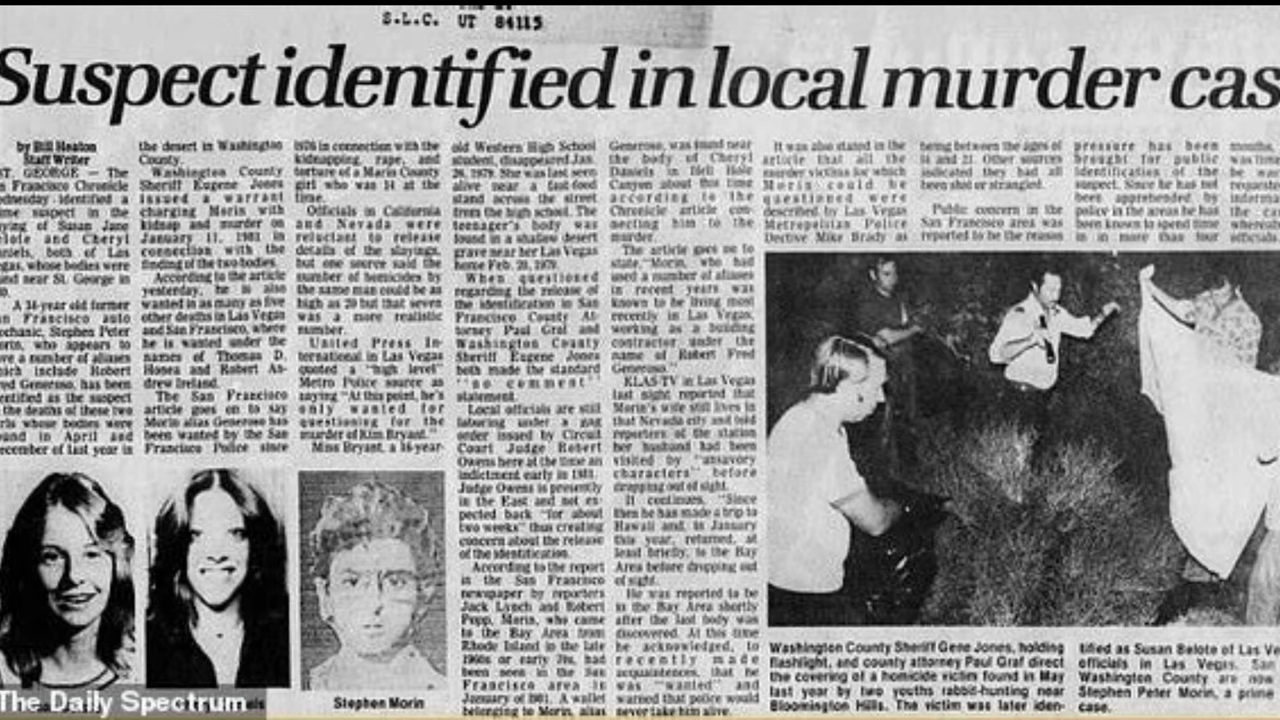 S.L.C. UT 84115
Suspect identified in local murder cas
by Bill Heaton
Staff Writer
ST. GEORGE — The
n Francisco Chronicle
dnesday identified a
me suspect in the
ying of Susan Jane
elote and Cheryl
aniels, both of Las
egas, whose bodies were
und near St. George in
A 34-year old former
an Francisco auto
echanic, Stephen Peter
orin, who appears to
ve a number of aliases
hich include Robert
ed Generoso, has been
entified as the suspect
the deaths of these two
rls whose bodies were
ound in April and
ecember of last year in
the desert in Washington
County.
Washington County
Sheriff Eugene Jones
issued a warrant
charging Morin with
kidnap and murder on
January 11, 1981 in
connection with the
finding of the two bodies.
According to the article
yesterday, he is also
wanted in as many as five
other deaths in Las Vegas
and San Francisco, where
he is wanted under the
names of Thomas D.
Hones and Robert An-
drew Ireland.
The San Francisco
article goes on to say
Morin alias Generoso has
been wanted by the San
Francisco Police since
1976 in connection with the
kidnapping, rape, and
torture of a Marin County
girl who was 14 at the
time.
Officials in California
and Nevada were
reluctant to release
details of the slayings,
but one source said the
number of homicides by
the same man could be as
high as 20 but that seven
was a more realistic
number.
United Press In-
ternational in Las Vegas
quoted a "high level"
Metro Police source as
saying "At this point, he's
only wanted for
questioning for the
murder of Kim Bryant."
Miss Bryant, a 16-year-
old Western High School
student, disappeared Jan.
26, 1979. She was last seen
alive near a fast-food
stand across the street
from the high school. The
teenager's body was
found in a shallow desert
grave near her Las Vegas
home Feb. 20, 1979.
When questioned
regarding the release of
the identification in San
Francisco County At-
torney Paul Graf and
Washington County
Sheriff Eugene Jones
both made the standard
"no comment"
statement.
Local officials are still
laboring under a gag
order issued by Circuit
Court Judge Robert
Owens here at the time an
indictment early in 1981.
Judge Owens is presently
in the East and not ex-
pected back "for about
two weeks" thus creating
concern about the release
of the identification.
According to the report
in the San Francisco
newspaper by reporters
Jack Lynch and Robert
Popp, Morin, who came
to the Bay Area from
Rhode Island in the late
1960s or early 70s, had
been seen in the San
Francisco area in
January of 1981. A wallet
belonging to Morin, alias
Generoso, was found near
the body of Cheryl
Daniels in Hell Hole
Canyon about this time
according to the
Chronicle article con-
necting him to the
murder.
The article goes on to
state, "Morin, who had
used a number of aliases
in recent years was
known to be living most
recently in Las Vegas,
working as a building
contractor under the
name of Robert Fred
Generoso."
KLAS-TV in Las Vegas
last night reported that
Morin's wife still lives in
that Nevada city and told
reporters of the station
her husband had been
visited by "unsavory
characters" before
dropping out of sight.
It continues, "Since
then he has made a trip to
Hawaii and, in January
this year, returned, at
least briefly, to the Bay
Area before dropping out
of sight.
He was reported to be
in the Bay Area shortly
after the last body was
discovered. At this time
he acknowledged, to
recently made
acquaintances, that he
was "wanted" and
warned that police would
never take him alive.
It was also stated in the
article that all the
murder victims for which
Morin could be
questioned were
described by Las Vegas
Metropolitan Police
Dective Mike Brady as
being between the ages of
14 and 21. Other sources
indicated they had all
been shot or strangled.
Public concern in the
San Francisco area was
reported to be the reason
pressure has been
brought for public
identification of the
suspect. Since he has not
been apprehended by
police in the areas he has
been known to spend time
in in more than four
months,
was time
he was
requeste
informa
the ca
whereab
officials
Stephen Morin
Washington County Sheriff Gene Jones, holding
flashlight, and county attorney Paul Graf direct
the covering of a homicide victim found in May
last year by two youths rabbit-hunting near
Bloomington Hills. The victim was later iden-
tified as Susan Belote of Las Ve
officials in Las Vegas, San
Washington County are now
Stephen Peter Morin, a prime
case.
The Daily Spectrum
els